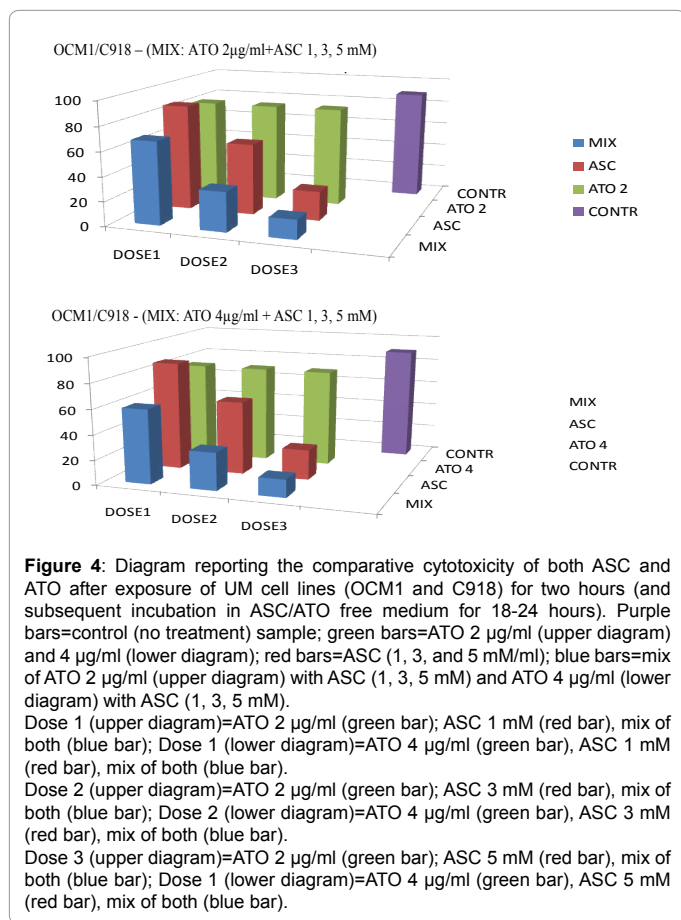 OCM1/C918 – (MIX: ATO 2µg/ml+ASC 1, 3, 5 mM)
100
80
60
40
20
0
DOSE1
DOSE2
DOSE3
CONTR
ATO 2
ASC
MIX
MIX
ASC
ATO 2
CONTR
OCM1/C918 - (MIX: ATO 4µg/ml + ASC 1, 3, 5 mM)
100
80
60
40
20
0
DOSE1
DOSE2
DOSE3
CONTR
ATO 4
ASC
MIX
MIX
ASC
ATO 4
CONTR
Figure 4: Diagram reporting the comparative cytotoxicity of both ASC and
ATO after exposure of UM cell lines (OCM1 and C918) for two hours (and
subsequent incubation in ASC/ATO free medium for 18-24 hours). Purple
bars=control (no treatment) sample; green bars=ATO 2 µg/ml (upper diagram)
and 4 µg/ml (lower diagram); red bars=ASC (1, 3, and 5 mM/ml); blue bars=mix
of ATO 2 µg/ml (upper diagram) with ASC (1, 3, 5 mM) and ATO 4 µg/ml (lower
diagram) with ASC (1, 3, 5 mM).
Dose 1 (upper diagram)=ATO 2 µg/ml (green bar); ASC 1 mM (red bar), mix of
both (blue bar); Dose 1 (lower diagram)=ATO 4 µg/ml (green bar), ASC 1 mM
(red bar), mix of both (blue bar).
Dose 2 (upper diagram)=ATO 2 µg/ml (green bar); ASC 3 mM (red bar), mix of
both (blue bar); Dose 2 (lower diagram)=ATO 4 µg/ml (green bar), ASC 3 mM
(red bar), mix of both (blue bar).
Dose 3 (upper diagram)=ATO 2 µg/ml (green bar); ASC 5 mM (red bar), mix of
both (blue bar); Dose 1 (lower diagram)=ATO 4 µg/ml (green bar), ASC 5 mM
(red bar), mix of both (blue bar).